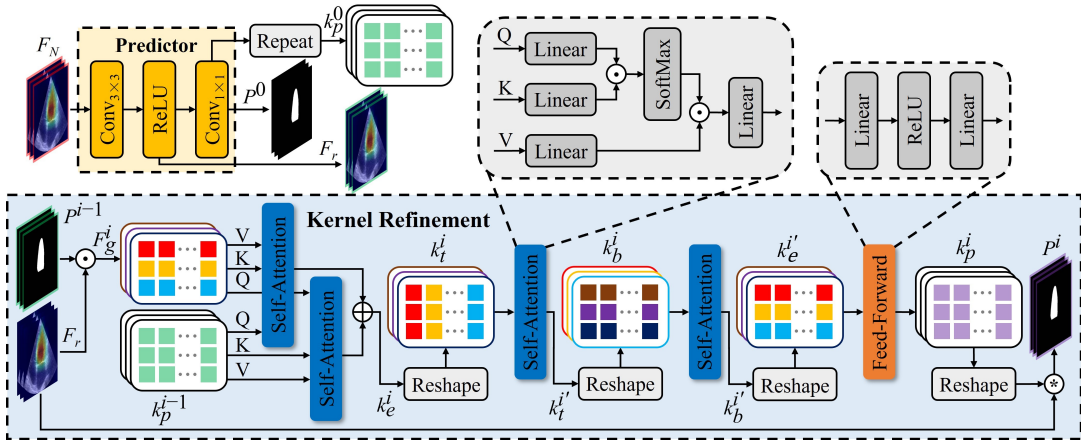 F_N
Predictor
Conv3×3
ReLU
Conv1×1
Repeat
k_p^0
P^0
F_r
Q
Linear
K
Linear
V
Linear
SoftMax
Linear
Linear
ReLU
Linear
Kernel Refinement
P^{i-1}
F_g^i
F_r
V
K
Q
Q
K
V
k_p^{i-1}
Self-Attention
Self-Attention
k_e^i
k_t^i
Reshape
Self-Attention
k_t^{i'}
k_b^i
Reshape
Self-Attention
k_b^{i'}
k_e^{i'}
Reshape
Feed-Forward
k_p^i
Reshape
P^i